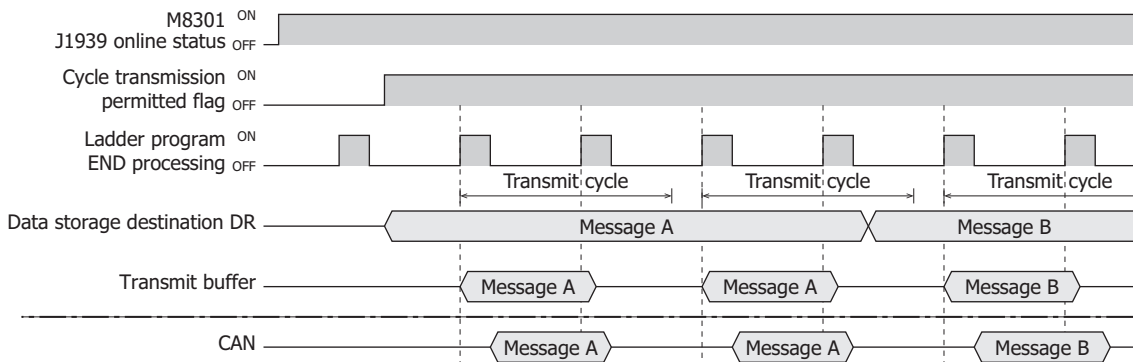 M8301 ON
J1939 online status OFF
Cycle transmission ON
permitted flag OFF
Ladder program ON
END processing OFF
Transmit cycle Transmit cycle Transmit cycle
Data storage destination DR Message A Message B
Transmit buffer Message A Message A Message B
CAN Message A Message A Message B